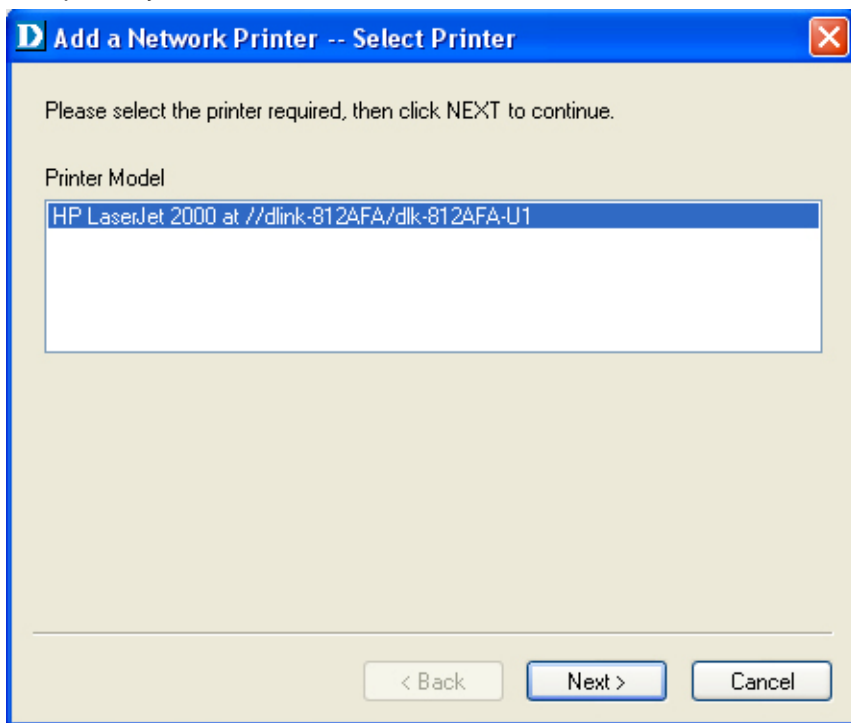 D Add a Network Printer -- Select Printer
Please select the printer required, then click NEXT to continue.
Printer Model
HP LaserJet 2000 at //dlink-812AFA/dlk-812AFA-U1
< Back Next > Cancel